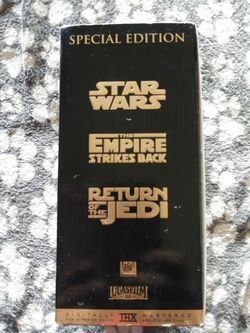 SPECIAL EDITION
STAR
WARS
THE
EMPIRE
STRIKES BACK
RETURN
OF THE JEDI
LUCASFILM
DIGITALLY THX MASTERED